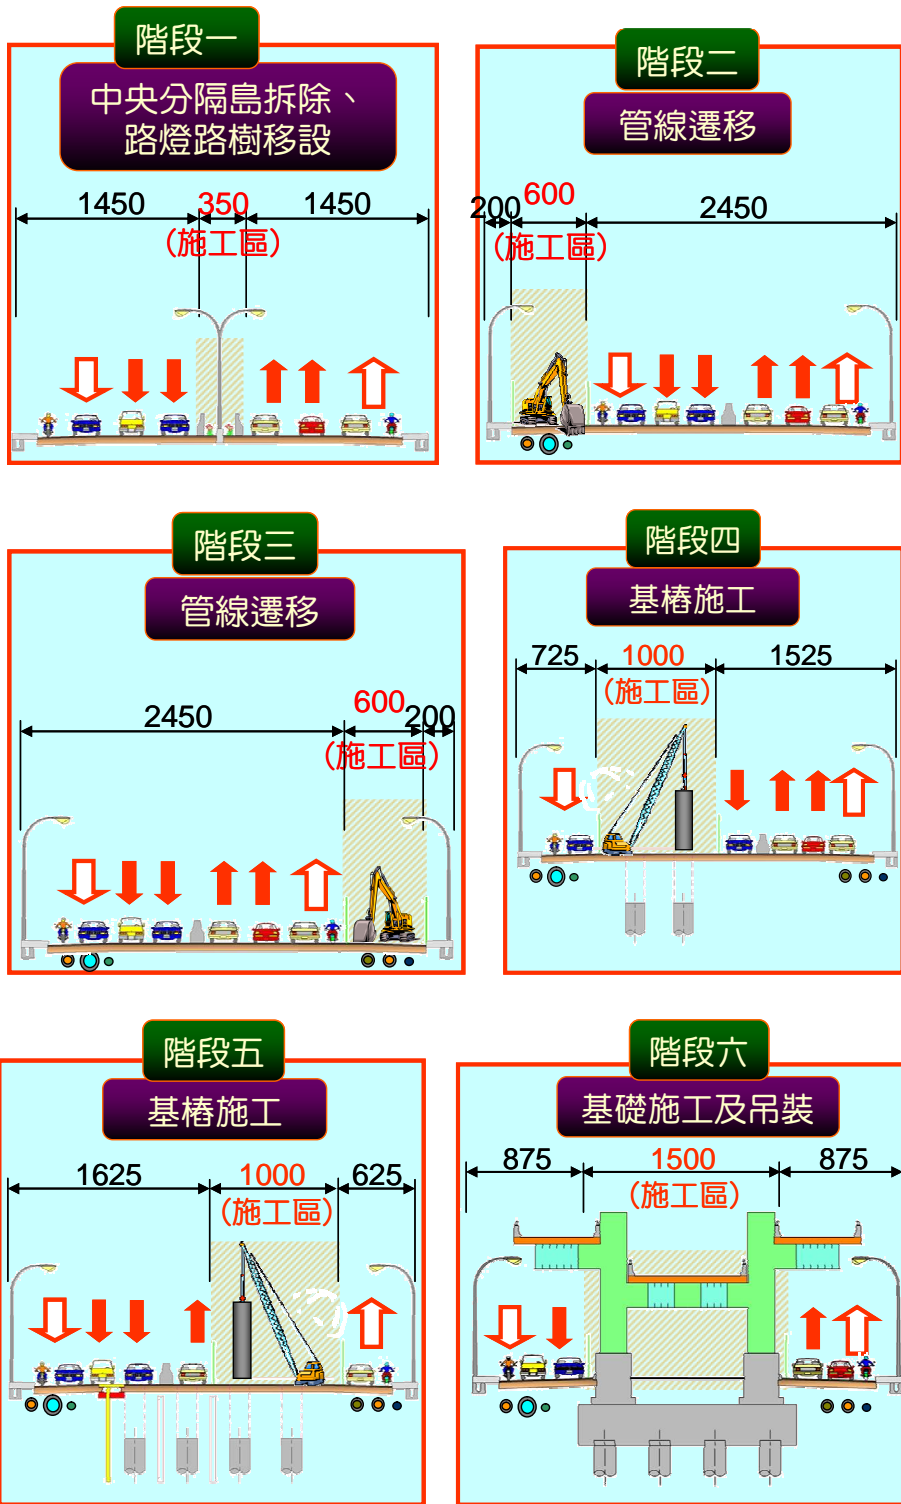 階段一
中央分隔島拆除、
路燈路樹移設
1450 350 1450
(施工區)
階段二
管線遷移
200 600 2450
(施工區)
階段三
管線遷移
2450 600 200
(施工區)
階段四
基樁施工
725 1000 1525
(施工區)
階段五
基樁施工
1625 1000 625
(施工區)
階段六
基礎施工及吊裝
875 1500 875
(施工區)